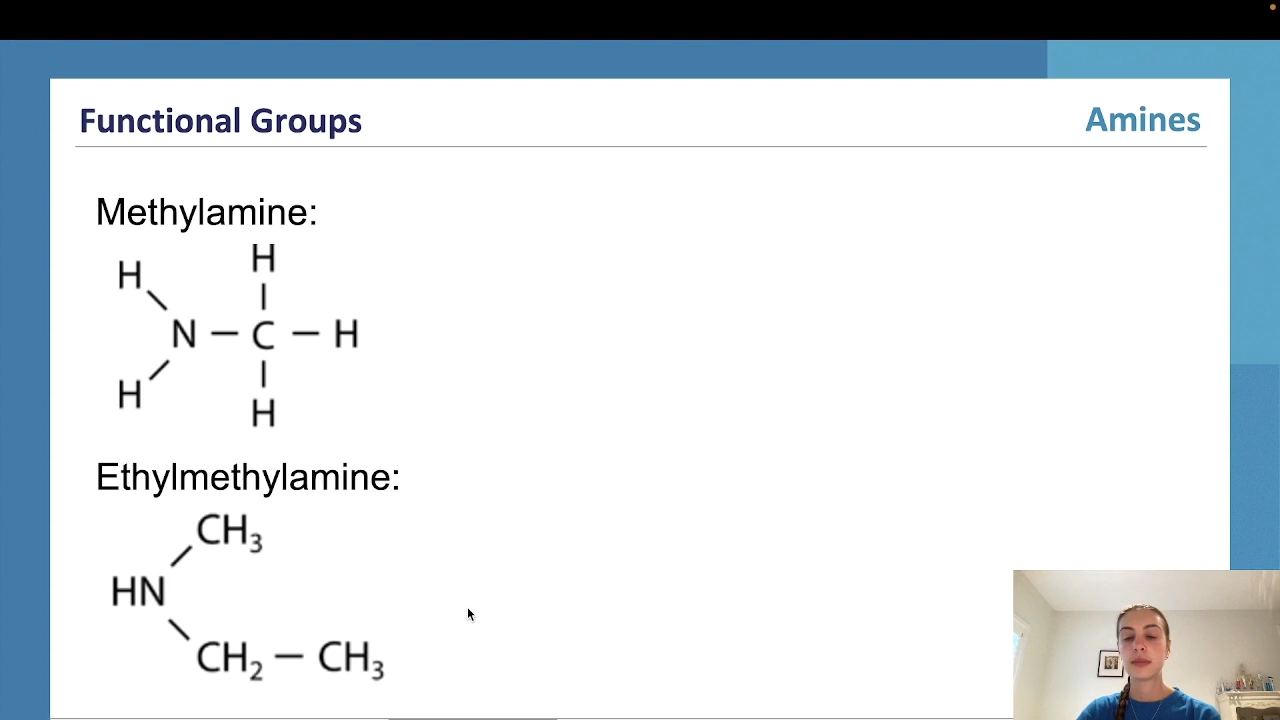 Functional Groups
Amines
Methylamine:
H
H
N – C – H
H
H
Ethylmethylamine:
CH₃
HN
CH₂ – CH₃